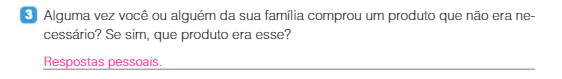 3 Alguma vez você ou alguém da sua família comprou um produto que não era ne-
cessário? Se sim, que produto era esse?
Respostas pessoais.